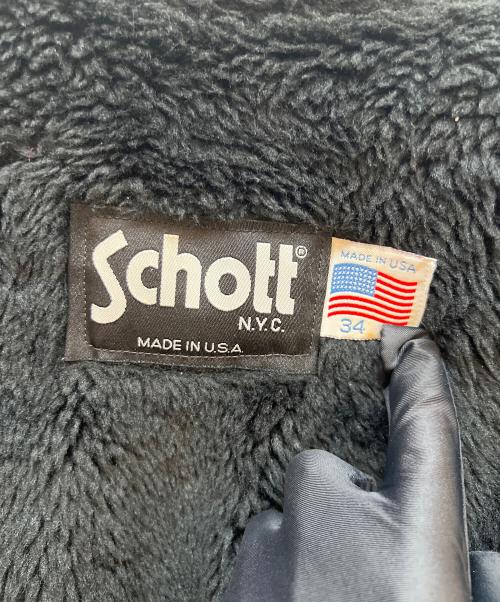 Schott®
N.Y.C.
MADE IN U.S.A.
MADE IN USA
34